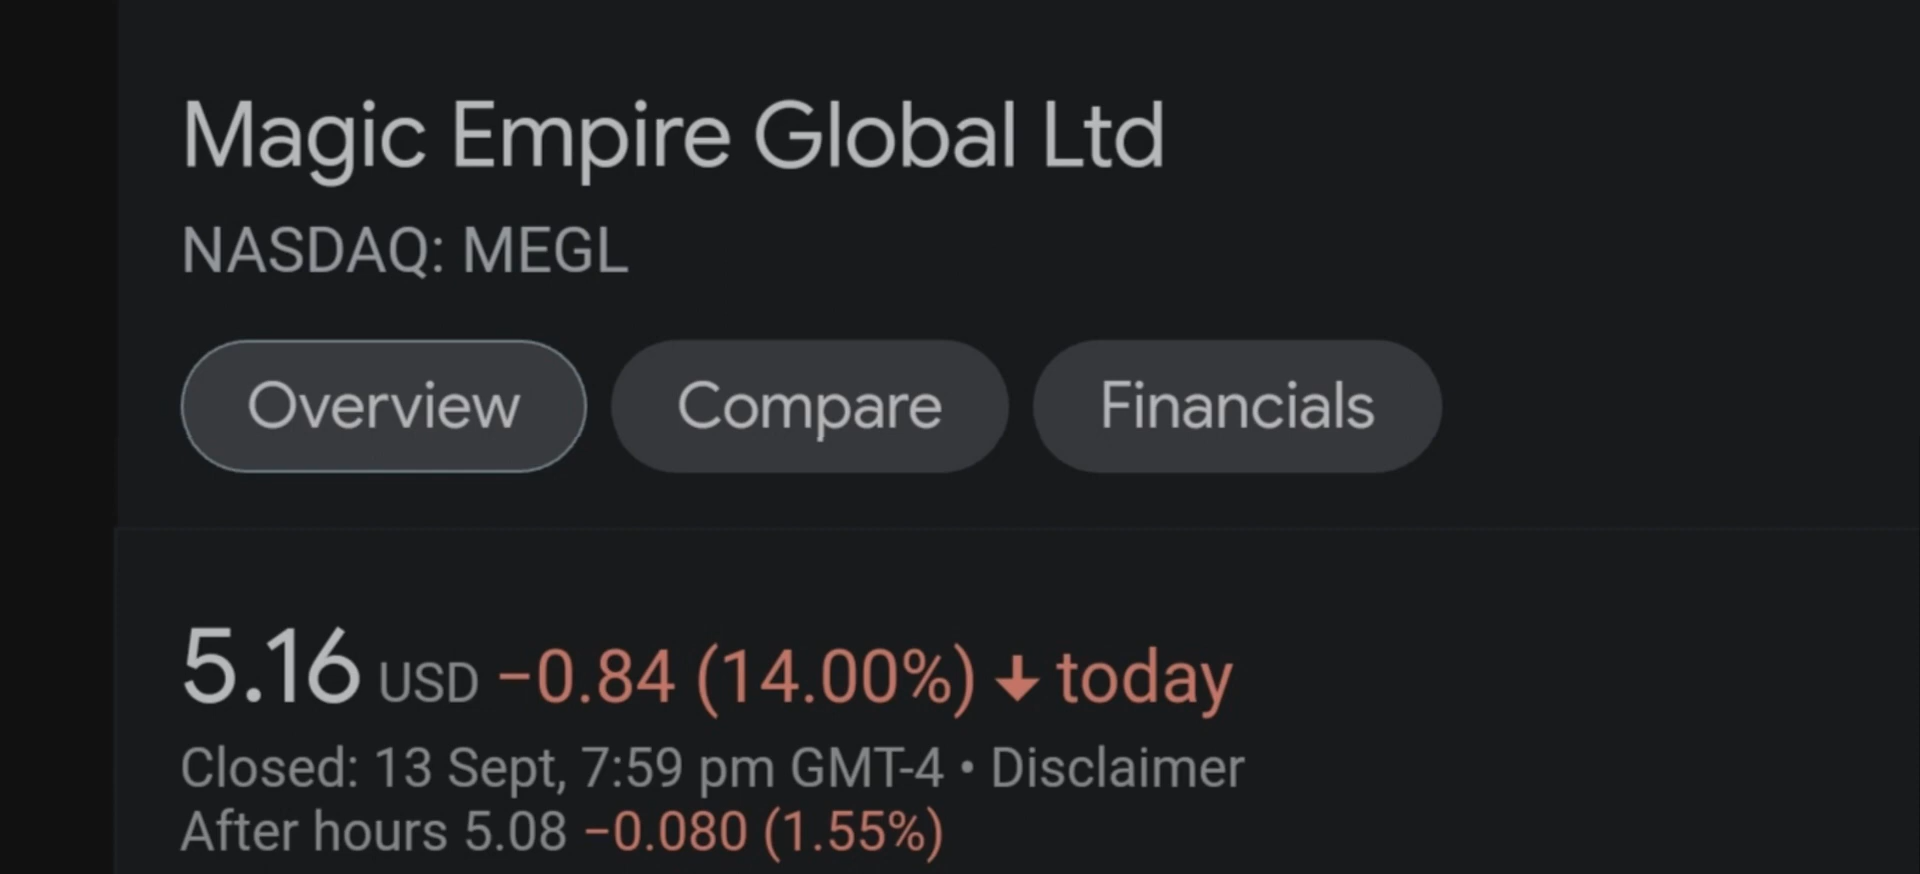 Magic Empire Global Ltd
NASDAQ: MEGL
Overview Compare Financials
5.16 USD −0.84 (14.00%) ↓ today
Closed: 13 Sept, 7:59 pm GMT-4 • Disclaimer
After hours 5.08 −0.080 (1.55%)